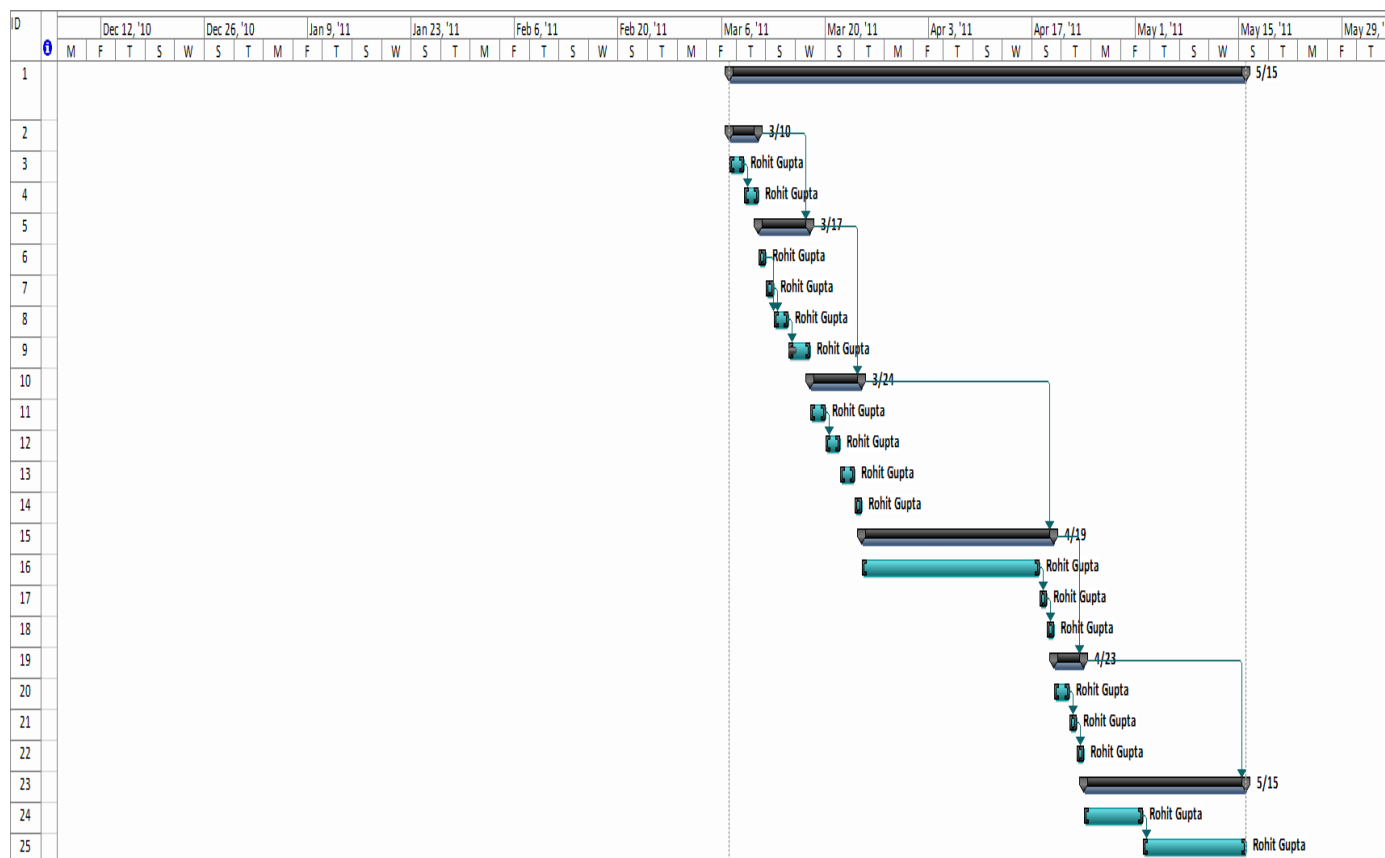 ID
Dec 12, '10 Dec 26, '10 Jan 9, '11 Jan 23, '11 Feb 6, '11 Feb 20, '11 Mar 6, '11 Mar 20, '11 Apr 3, '11 Apr 17, '11 May 1, '11 May 15, '11 May 29, '
i M F T S W S T M F T S W S T M F T S W S T M F T S W S T M F T S W S T M F T S W S T M F T
1 5/15
2 3/10
3 Rohit Gupta
4 Rohit Gupta
5 3/17
6 Rohit Gupta
7 Rohit Gupta
8 Rohit Gupta
9 Rohit Gupta
10 3/24
11 Rohit Gupta
12 Rohit Gupta
13 Rohit Gupta
14 Rohit Gupta
15 4/19
16 Rohit Gupta
17 Rohit Gupta
18 Rohit Gupta
19 4/23
20 Rohit Gupta
21 Rohit Gupta
22 Rohit Gupta
23 5/15
24 Rohit Gupta
25 Rohit Gupta